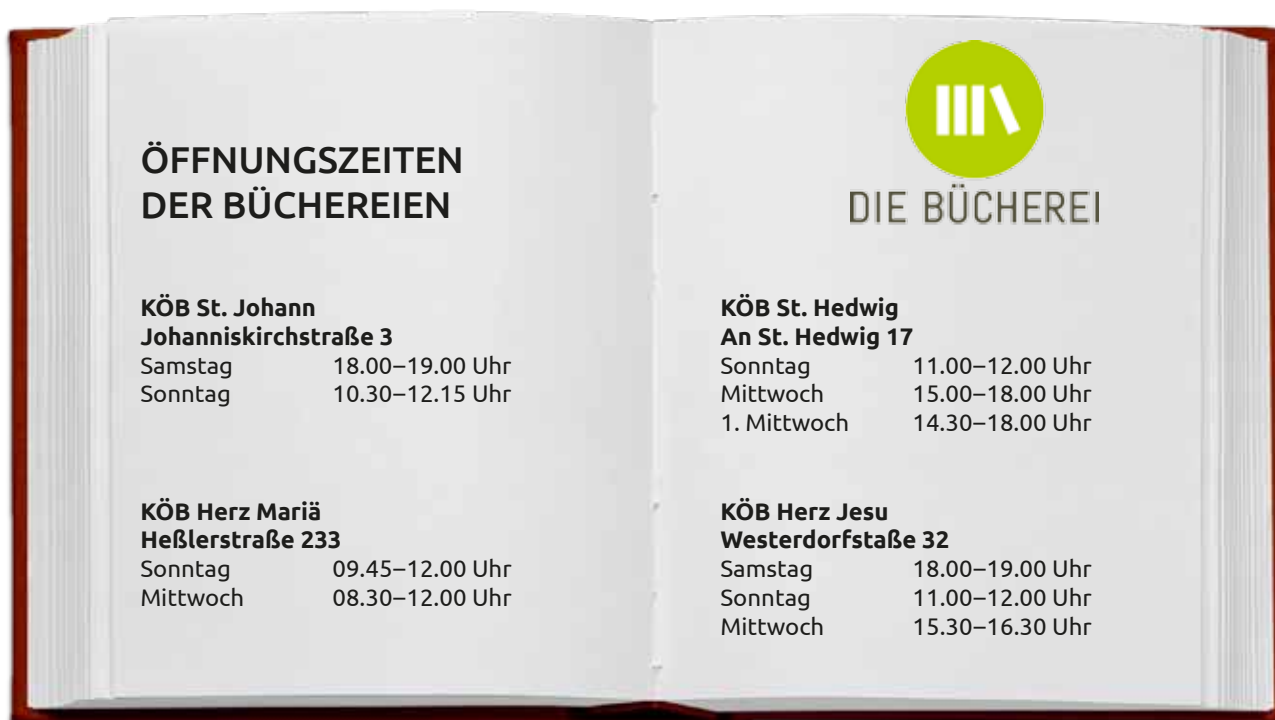 ÖFFNUNGSZEITEN
DER BÜCHEREIEN
KÖB St. Johann
Johanniskirchstraße 3
Samstag 18.00–19.00 Uhr
Sonntag 10.30–12.15 Uhr
KÖB Herz Mariä
Heßlerstraße 233
Sonntag 09.45–12.00 Uhr
Mittwoch 08.30–12.00 Uhr
DIE BÜCHEREI
KÖB St. Hedwig
An St. Hedwig 17
Sonntag 11.00–12.00 Uhr
Mittwoch 15.00–18.00 Uhr
1. Mittwoch 14.30–18.00 Uhr
KÖB Herz Jesu
Westerdorfstaße 32
Samstag 18.00–19.00 Uhr
Sonntag 11.00–12.00 Uhr
Mittwoch 15.30–16.30 Uhr